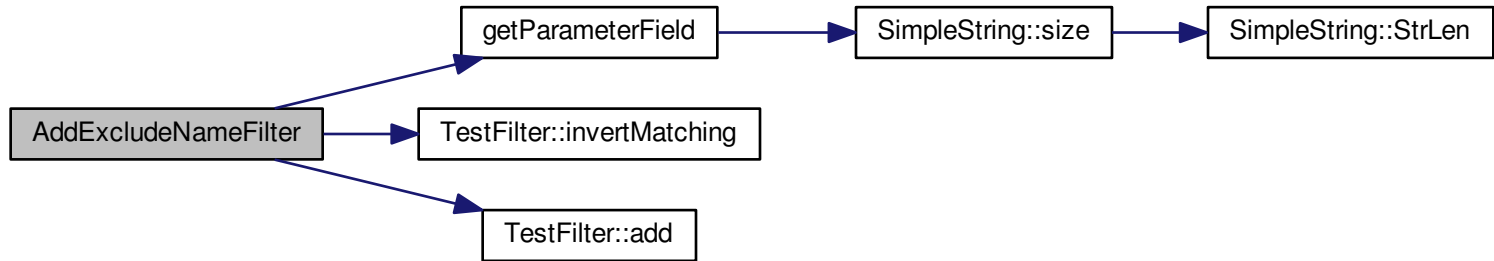 getParameterField
SimpleString::size
SimpleString::StrLen
AddExcludeNameFilter
TestFilter::invertMatching
TestFilter::add